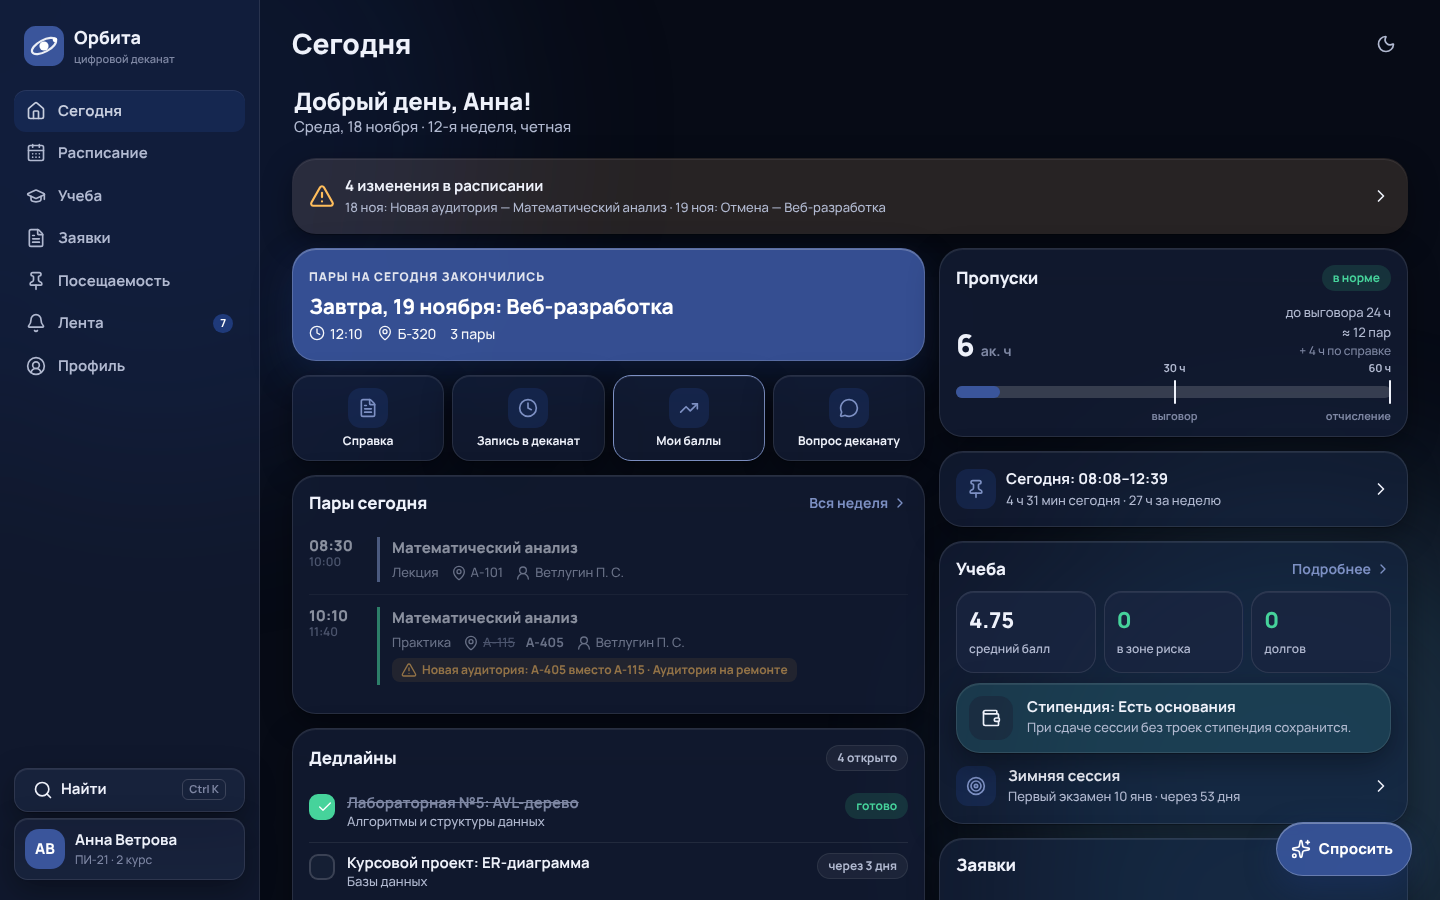 Орбита
цифровой деканат
Сегодня
Расписание
Учеба
Заявки
Посещаемость
Лента
7
Профиль
Найти
Ctrl K
АВ
Анна Ветрова
ПИ-21 · 2 курс
Сегодня
Добрый день, Анна!
Среда, 18 ноября · 12-я неделя, четная
4 изменения в расписании
18 ноя: Новая аудитория — Математический анализ · 19 ноя: Отмена — Веб-разработка
ПАРЫ НА СЕГОДНЯ ЗАКОНЧИЛИСЬ
Завтра, 19 ноября: Веб-разработка
12:10 Б-320 3 пары
Справка
Запись в деканат
Мои баллы
Вопрос деканату
Пары сегодня
Вся неделя
08:30
10:00
Математический анализ
Лекция А-101 Ветлугин П. С.
10:10
11:40
Математический анализ
Практика А-115 А-405 Ветлугин П. С.
Новая аудитория: А-405 вместо А-115 · Аудитория на ремонте
Дедлайны
4 открыто
Лабораторная №5: AVL-дерево
Алгоритмы и структуры данных
готово
Курсовой проект: ER-диаграмма
Базы данных
через 3 дня
Пропуски
в норме
6 ак. ч
до выговора 24 ч
≈ 12 пар
+ 4 ч по справке
30 ч
60 ч
выговор
отчисление
Сегодня: 08:08–12:39
4 ч 31 мин сегодня · 27 ч за неделю
Учеба
Подробнее
4.75
средний балл
0
в зоне риска
0
долгов
Стипендия: Есть основания
При сдаче сессии без троек стипендия сохранится.
Зимняя сессия
Первый экзамен 10 янв · через 53 дня
Заявки
Спросить